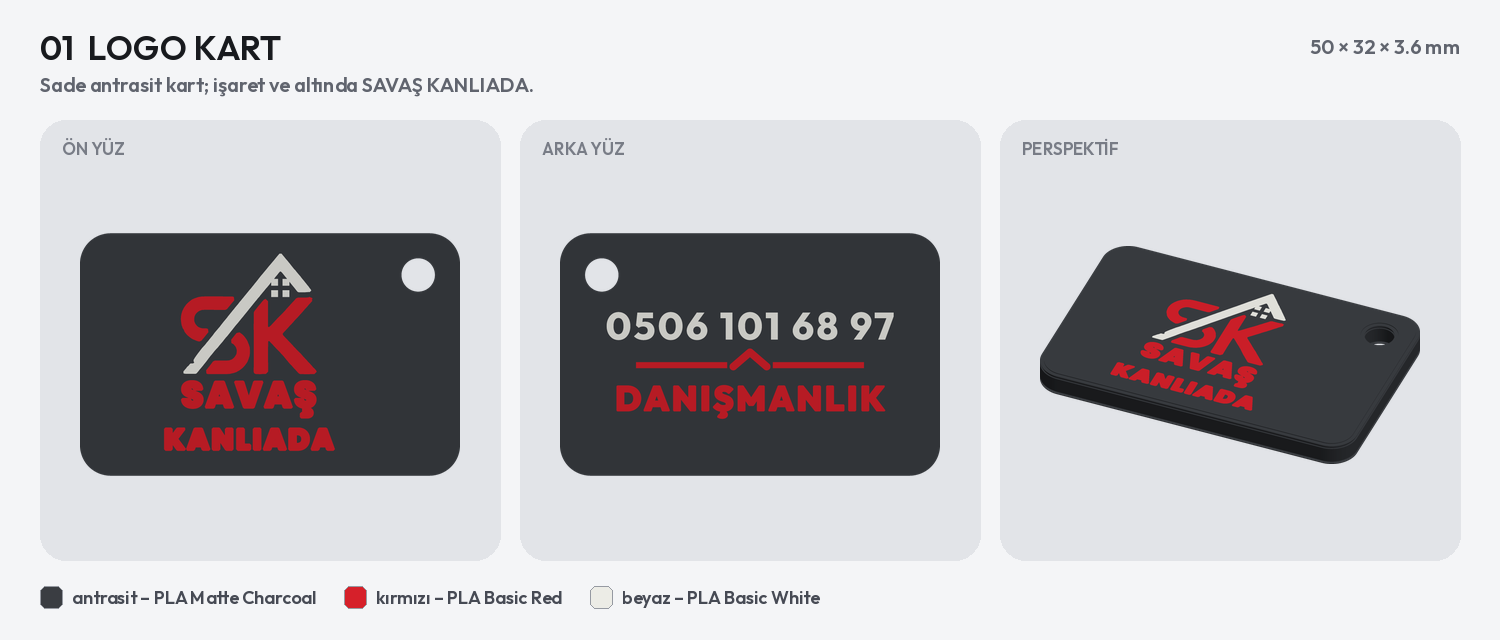 01 LOGO KART
50 × 32 × 3.6 mm
Sade antrasit kart; işaret ve altında SAVAŞ KANLIADA.
ÖN YÜZ
SK
SAVAŞ
KANLIADA
ARKA YÜZ
0506 101 68 97
DANIŞMANLIK
PERSPEKTİF
SK
SAVAŞ
KANLIADA
antrasit – PLA Matte Charcoal
kırmızı – PLA Basic Red
beyaz – PLA Basic White